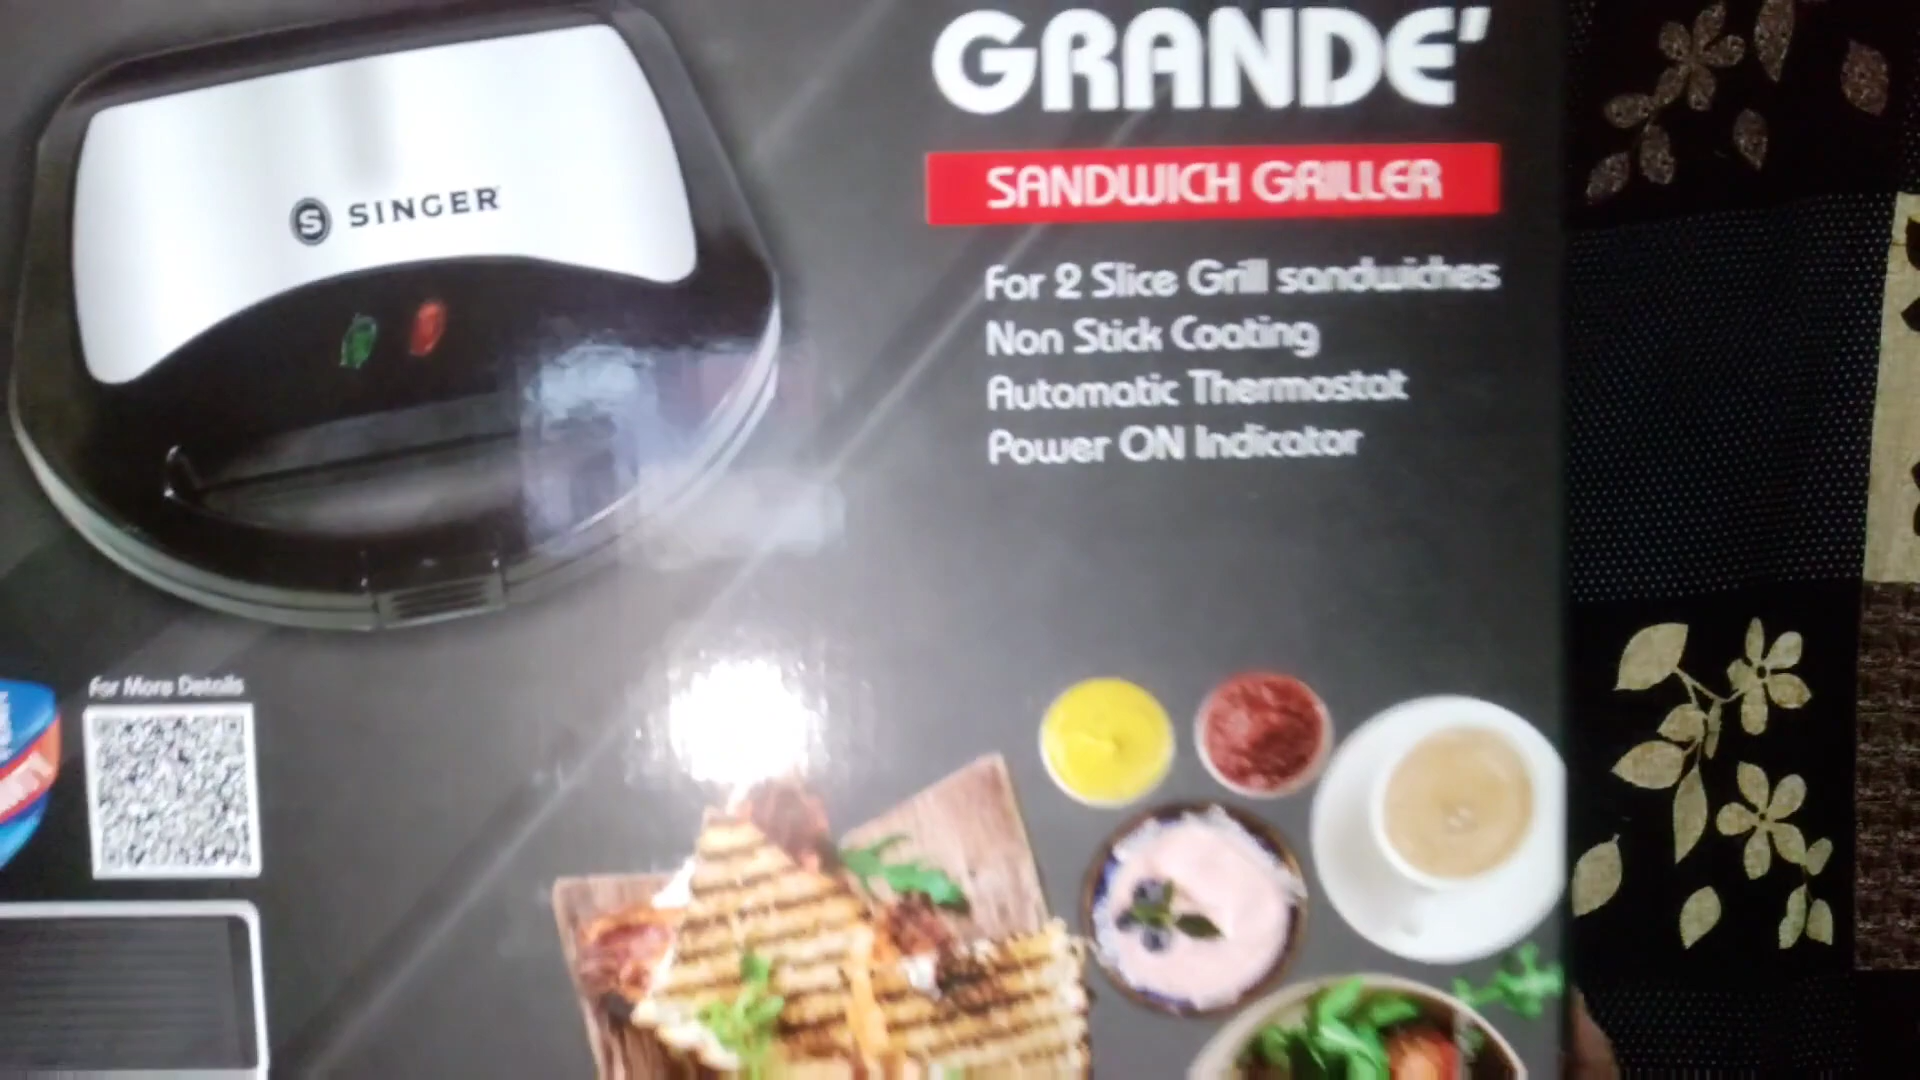 SINGER
GRANDE'
SANDWICH GRILLER
For 2 Slice Grill sandwiches
Non Stick Coating
Automatic Thermostat
Power ON Indicator
For More Details